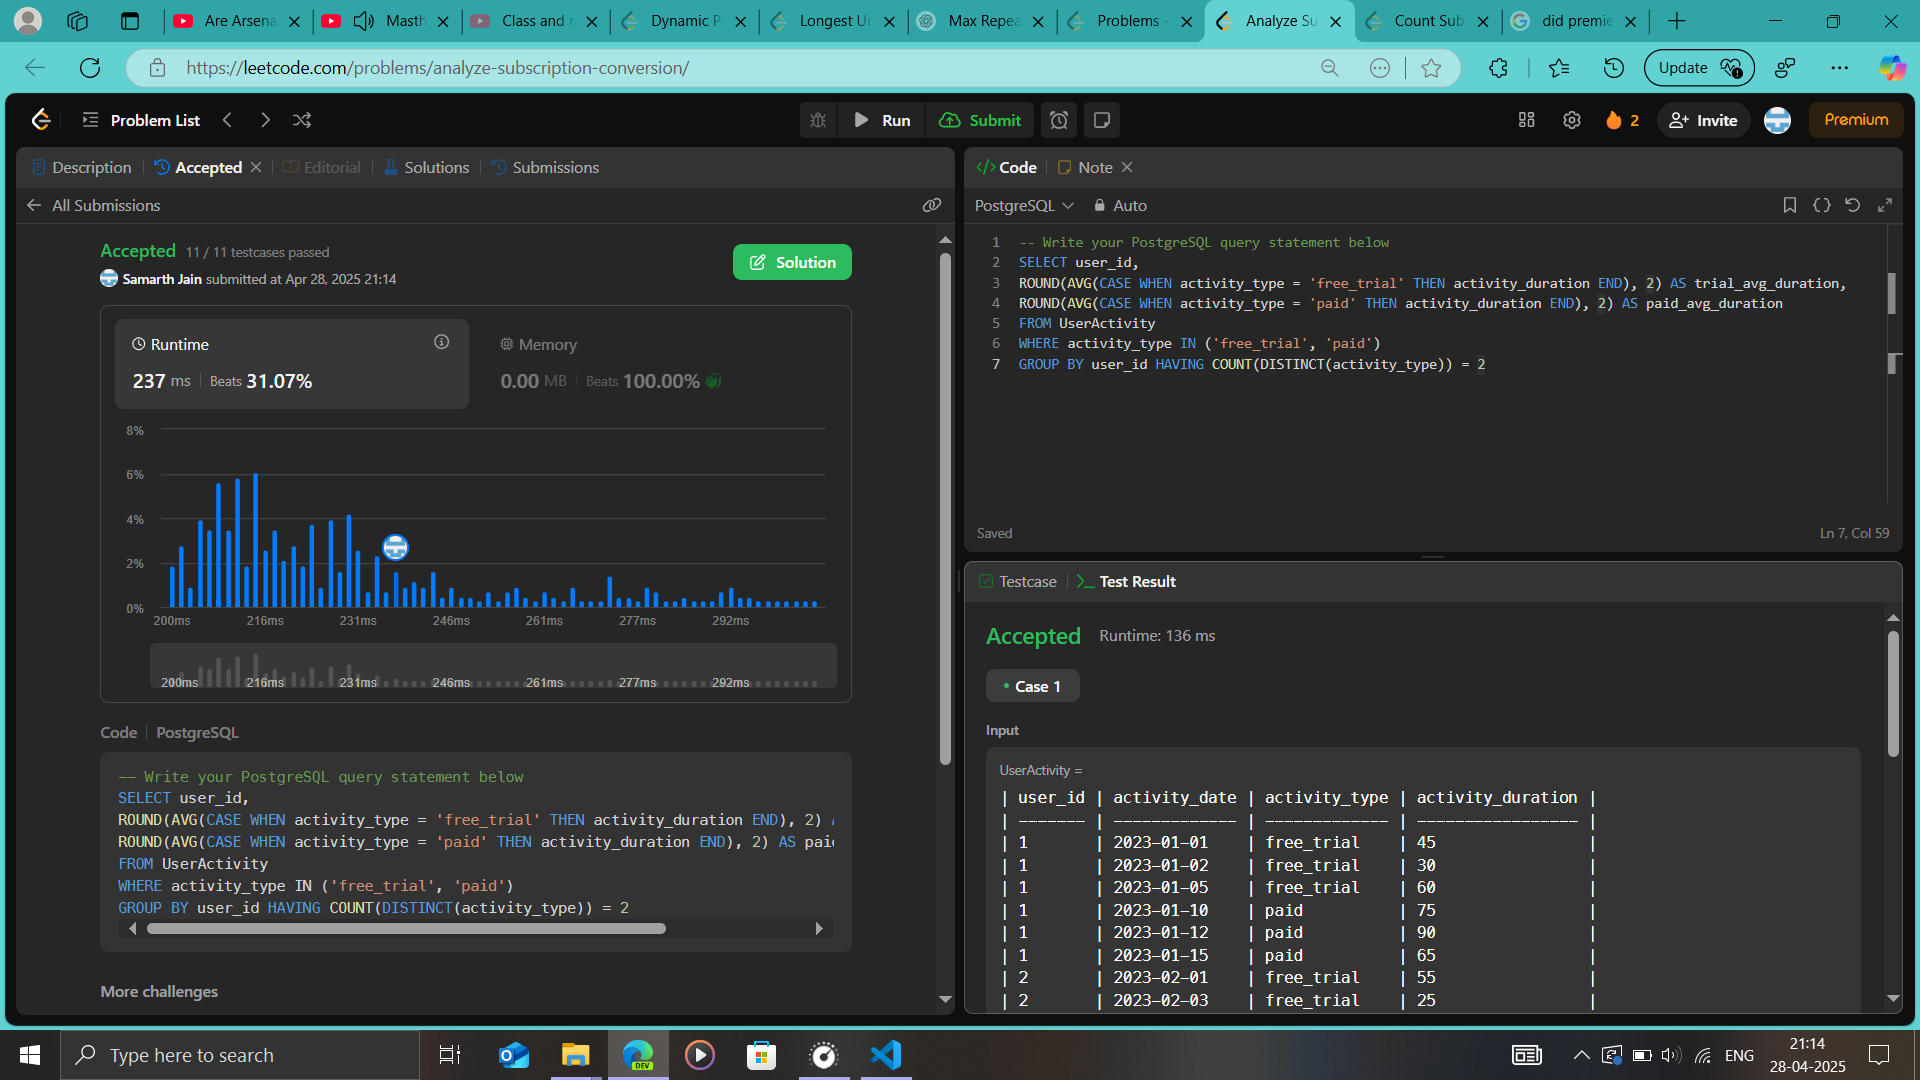 Are Arsena
Masth
Class and r
Dynamic P
Longest Ur
Max Repea
Problems -
Analyze Su
Count Sub
did premie
https://leetcode.com/problems/analyze-subscription-conversion/
Update
Problem List
Run
Submit
2
Invite
Premium
Description
Accepted
Editorial
Solutions
Submissions
All Submissions
Accepted 11 / 11 testcases passed
Samarth Jain submitted at Apr 28, 2025 21:14
Solution
Runtime
237 ms Beats 31.07%
Memory
0.00 MB Beats 100.00%
8%
6%
4%
2%
0%
200ms 216ms 231ms 246ms 261ms 277ms 292ms
200ms 216ms 231ms 246ms 261ms 277ms 292ms
Code PostgreSQL
-- Write your PostgreSQL query statement below
SELECT user_id,
ROUND(AVG(CASE WHEN activity_type = 'free_trial' THEN activity_duration END), 2)
ROUND(AVG(CASE WHEN activity_type = 'paid' THEN activity_duration END), 2) AS paid
FROM UserActivity
WHERE activity_type IN ('free_trial', 'paid')
GROUP BY user_id HAVING COUNT(DISTINCT(activity_type)) = 2
More challenges
Code
Note
PostgreSQL
Auto
1 -- Write your PostgreSQL query statement below
2 SELECT user_id,
3 ROUND(AVG(CASE WHEN activity_type = 'free_trial' THEN activity_duration END), 2) AS trial_avg_duration,
4 ROUND(AVG(CASE WHEN activity_type = 'paid' THEN activity_duration END), 2) AS paid_avg_duration
5 FROM UserActivity
6 WHERE activity_type IN ('free_trial', 'paid')
7 GROUP BY user_id HAVING COUNT(DISTINCT(activity_type)) = 2
Saved
Ln 7, Col 59
Testcase
Test Result
Accepted Runtime: 136 ms
Case 1
Input
UserActivity =
| user_id | activity_date | activity_type | activity_duration |
| ------- | ------------- | ------------- | ----------------- |
| 1 | 2023-01-01 | free_trial | 45 |
| 1 | 2023-01-02 | free_trial | 30 |
| 1 | 2023-01-05 | free_trial | 60 |
| 1 | 2023-01-10 | paid | 75 |
| 1 | 2023-01-12 | paid | 90 |
| 1 | 2023-01-15 | paid | 65 |
| 2 | 2023-02-01 | free_trial | 55 |
| 2 | 2023-02-03 | free_trial | 25 |
Type here to search
DEV
ENG
21:14
28-04-2025